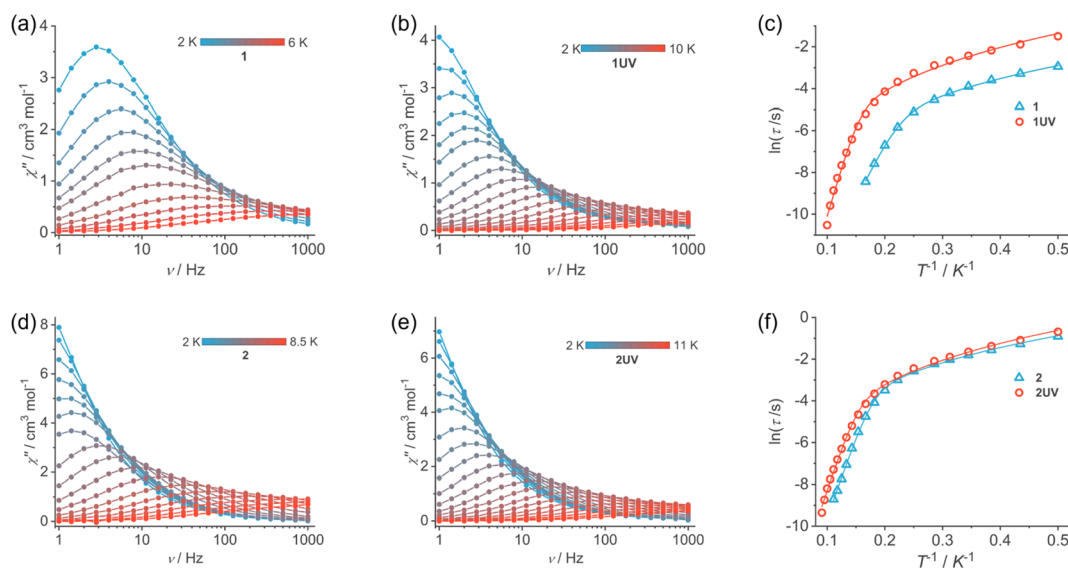 (a)
χ″ / cm³ mol⁻¹
4
3
2
1
0
2 K 6 K
1
1 10 100 1000
ν / Hz
(b)
χ″ / cm³ mol⁻¹
5
4
3
2
1
0
2 K 10 K
1UV
1 10 100 1000
ν / Hz
(c)
ln(τ /s)
-2
-4
-6
-8
-10
1
1UV
0.1 0.2 0.3 0.4 0.5
T⁻¹ / K⁻¹
(d)
χ″ / cm³ mol⁻¹
8
6
4
2
0
2 K 8.5 K
2
1 10 100 1000
ν / Hz
(e)
χ″ / cm³ mol⁻¹
6
4
2
0
2 K 11 K
2UV
1 10 100 1000
ν / Hz
(f)
ln(τ /s)
0
-2
-4
-6
-8
-10
2
2UV
0.1 0.2 0.3 0.4 0.5
T⁻¹ / K⁻¹